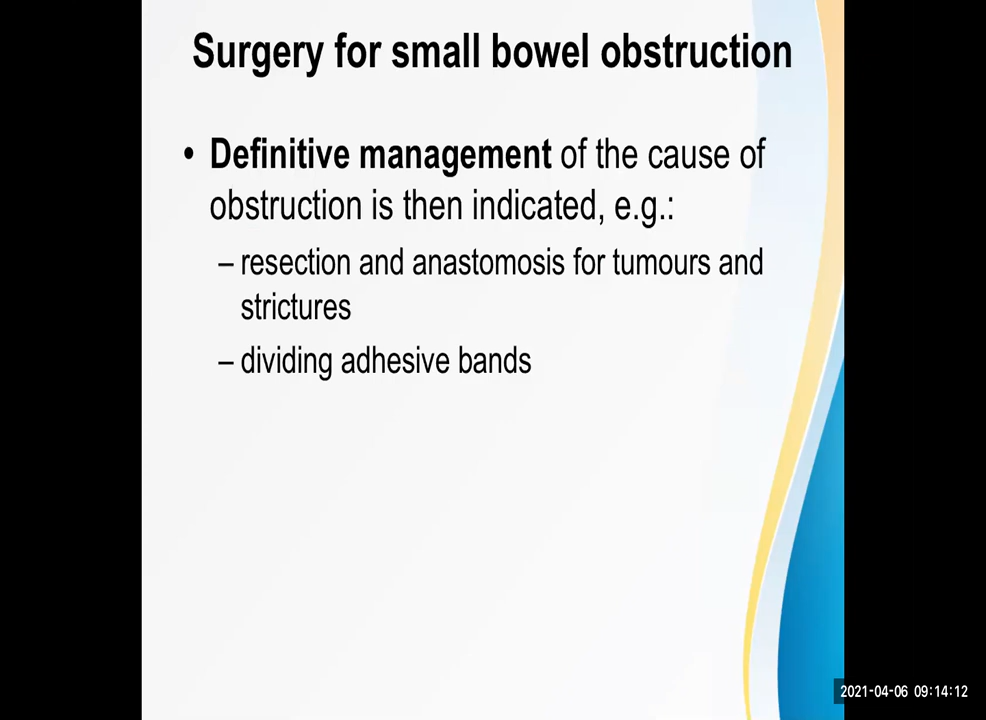 Surgery for small bowel obstruction
• Definitive management of the cause of
obstruction is then indicated, e.g.:
– resection and anastomosis for tumours and
strictures
– dividing adhesive bands
2021-04-06 09:14:12